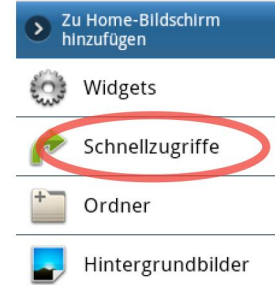 Zu Home-Bildschirm
hinzufügen
Widgets
Schnellzugriffe
Ordner
Hintergrundbilder